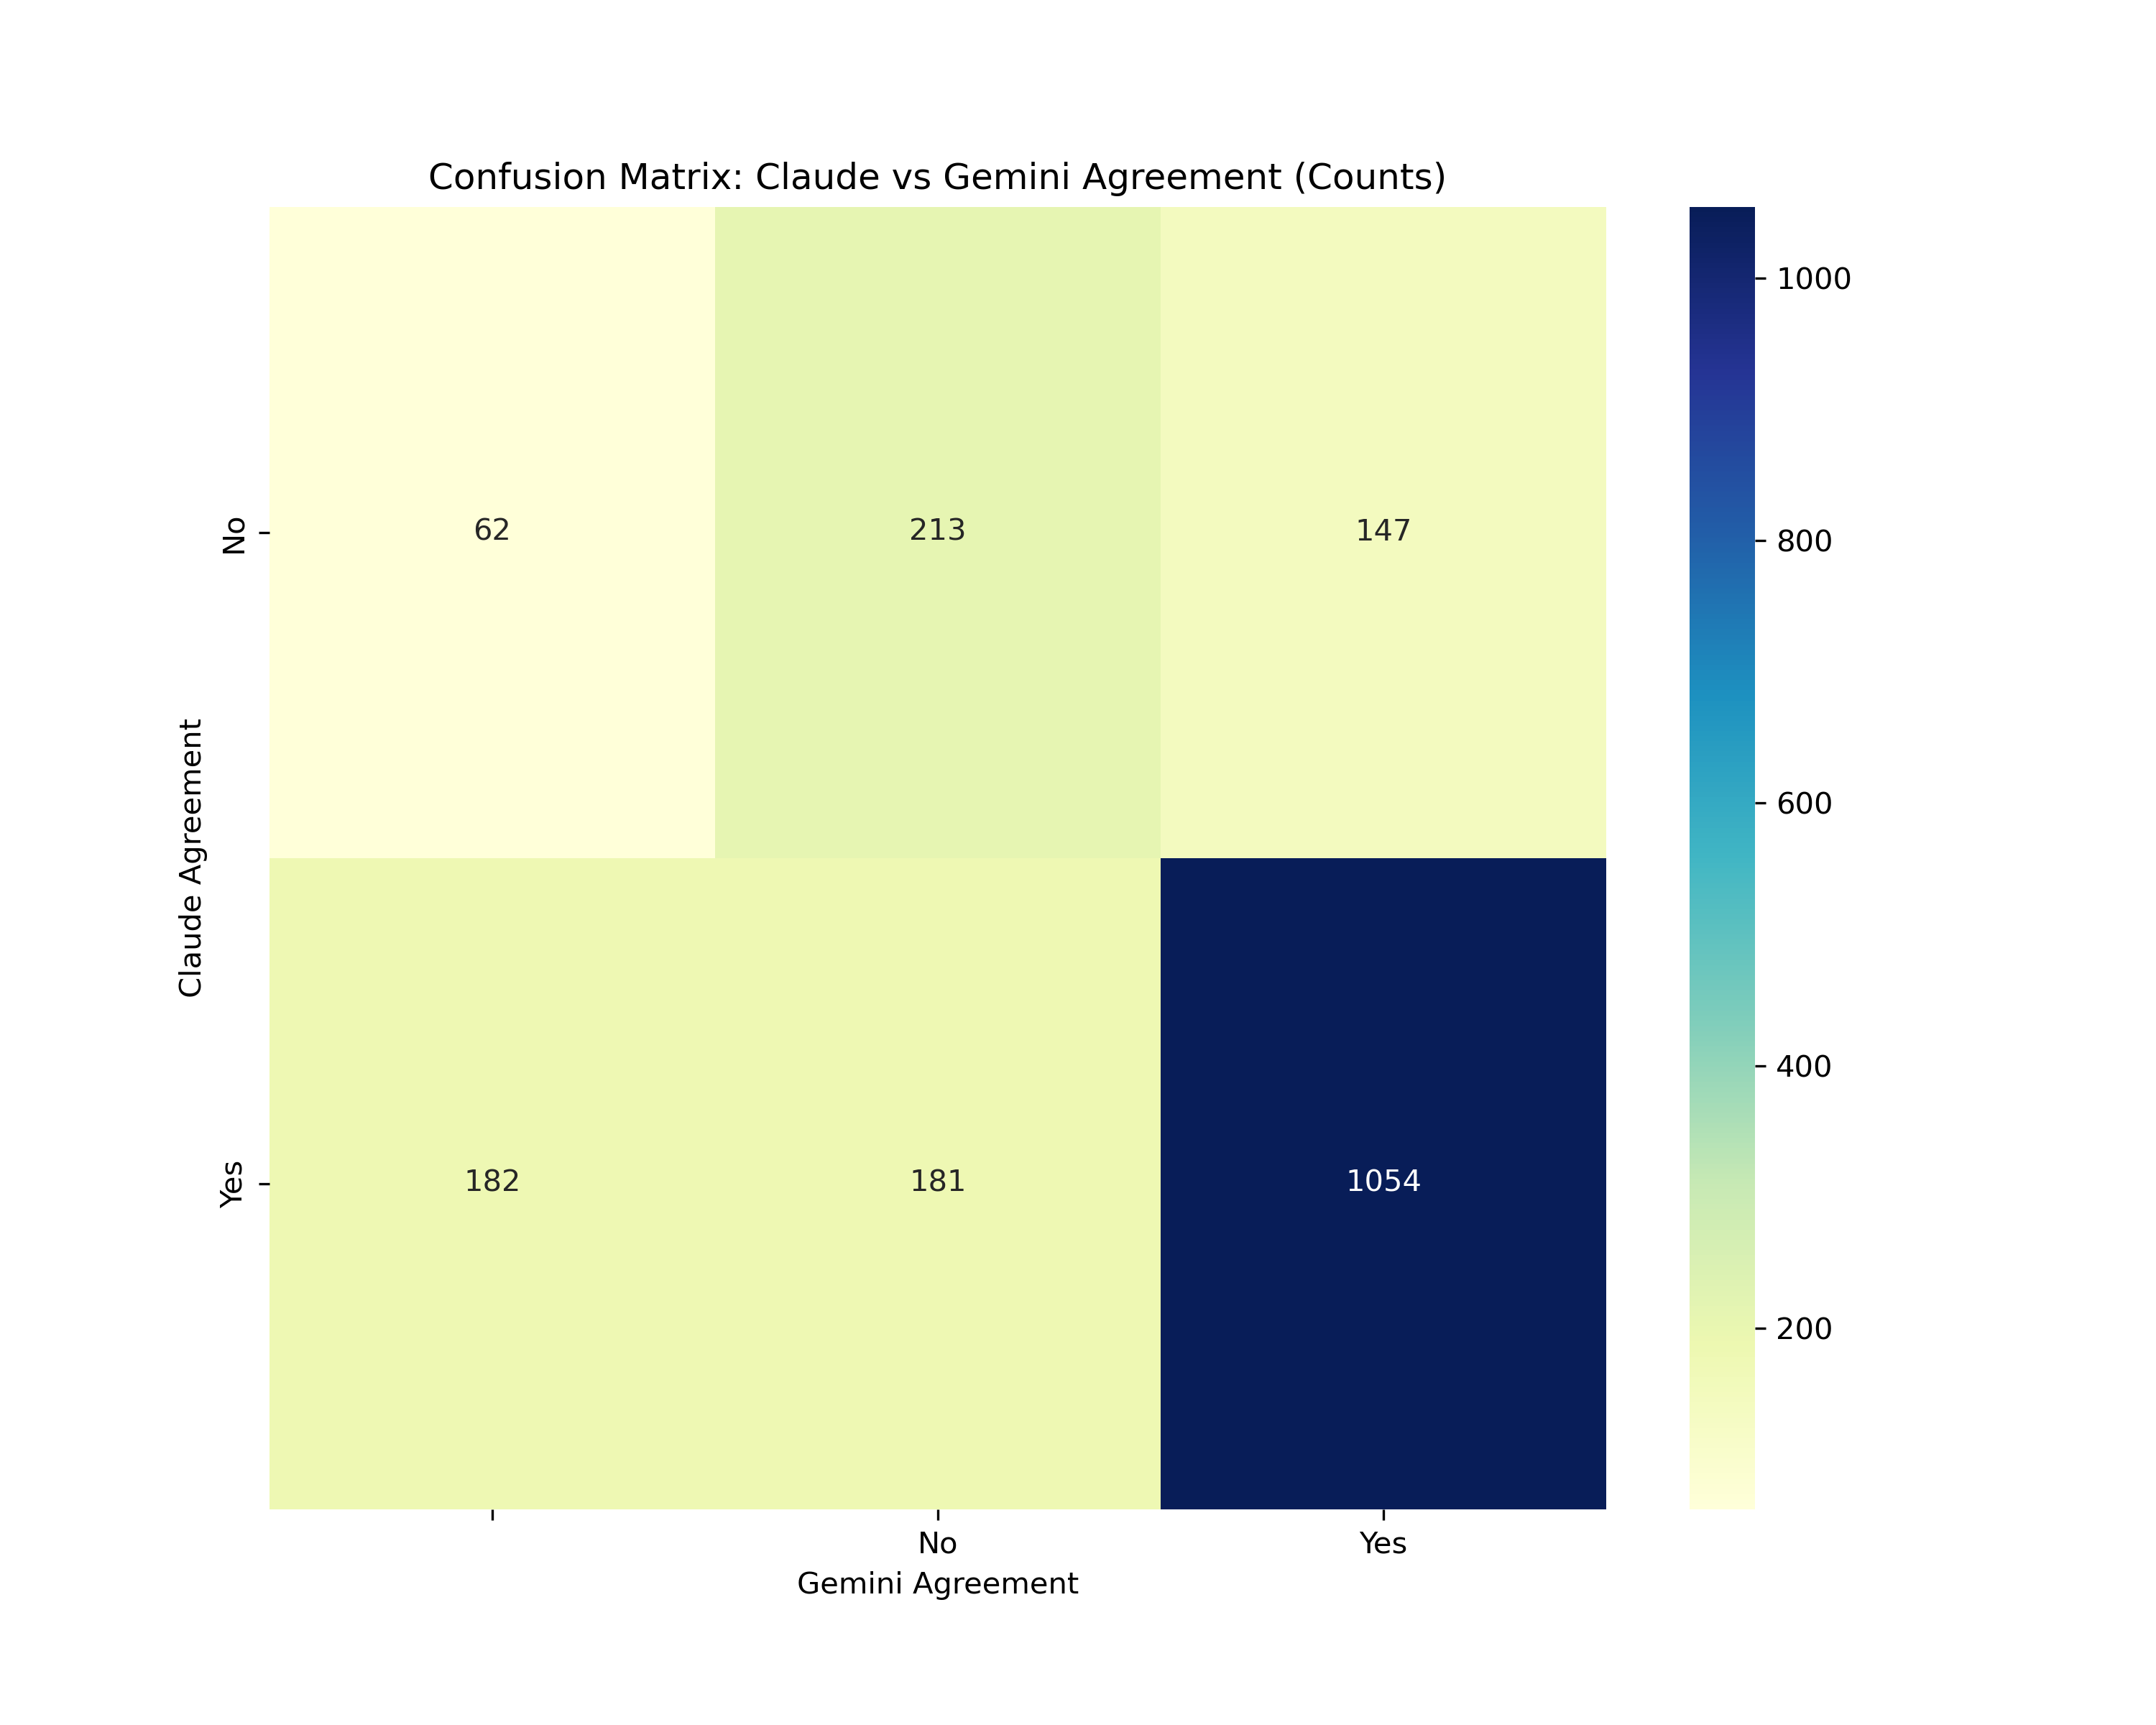 Confusion Matrix: Claude vs Gemini Agreement (Counts)
Claude Agreement
No
62 213 147
Yes
182 181 1054
No Yes
Gemini Agreement
1000
800
600
400
200